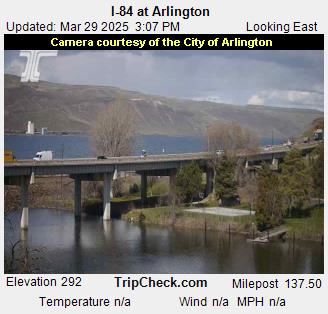 I-84 at Arlington
Updated: Mar 29 2025 3:07 PM Looking East
Camera courtesy of the City of Arlington
Elevation 292 TripCheck.com Milepost 137.50
Temperature n/a Wind n/a MPH n/a